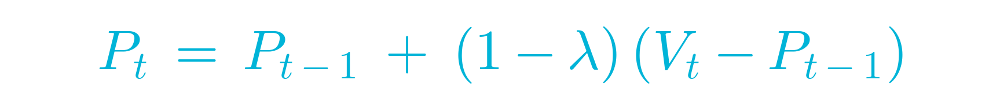 P_t = P_{t-1} + (1 - λ)(V_t - P_{t-1})